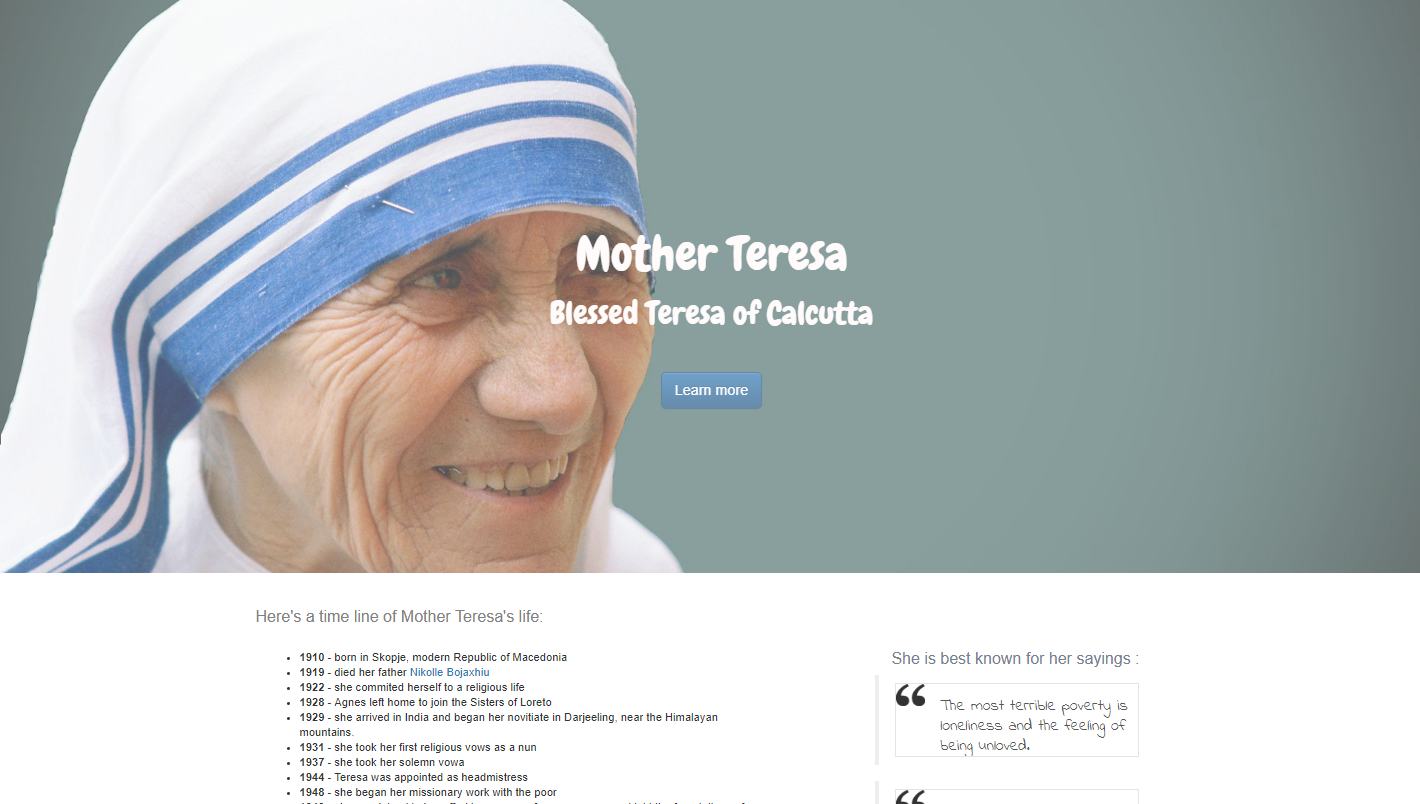 Mother Teresa
Blessed Teresa of Calcutta
Learn more
Here's a time line of Mother Teresa's life:
1910 - born in Skopje, modern Republic of Macedonia
1919 - died her father Nikolle Bojaxhiu
1922 - she commited herself to a religious life
1928 - Agnes left home to join the Sisters of Loreto
1929 - she arrived in India and began her novitiate in Darjeeling, near the Himalayan
mountains.
1931 - she took her first religious vows as a nun
1937 - she took her solemn vowa
1944 - Teresa was appointed as headmistress
1948 - she began her missionary work with the poor
She is best known for her sayings :
“
The most terrible poverty is
loneliness and the feeling of
being unloved.